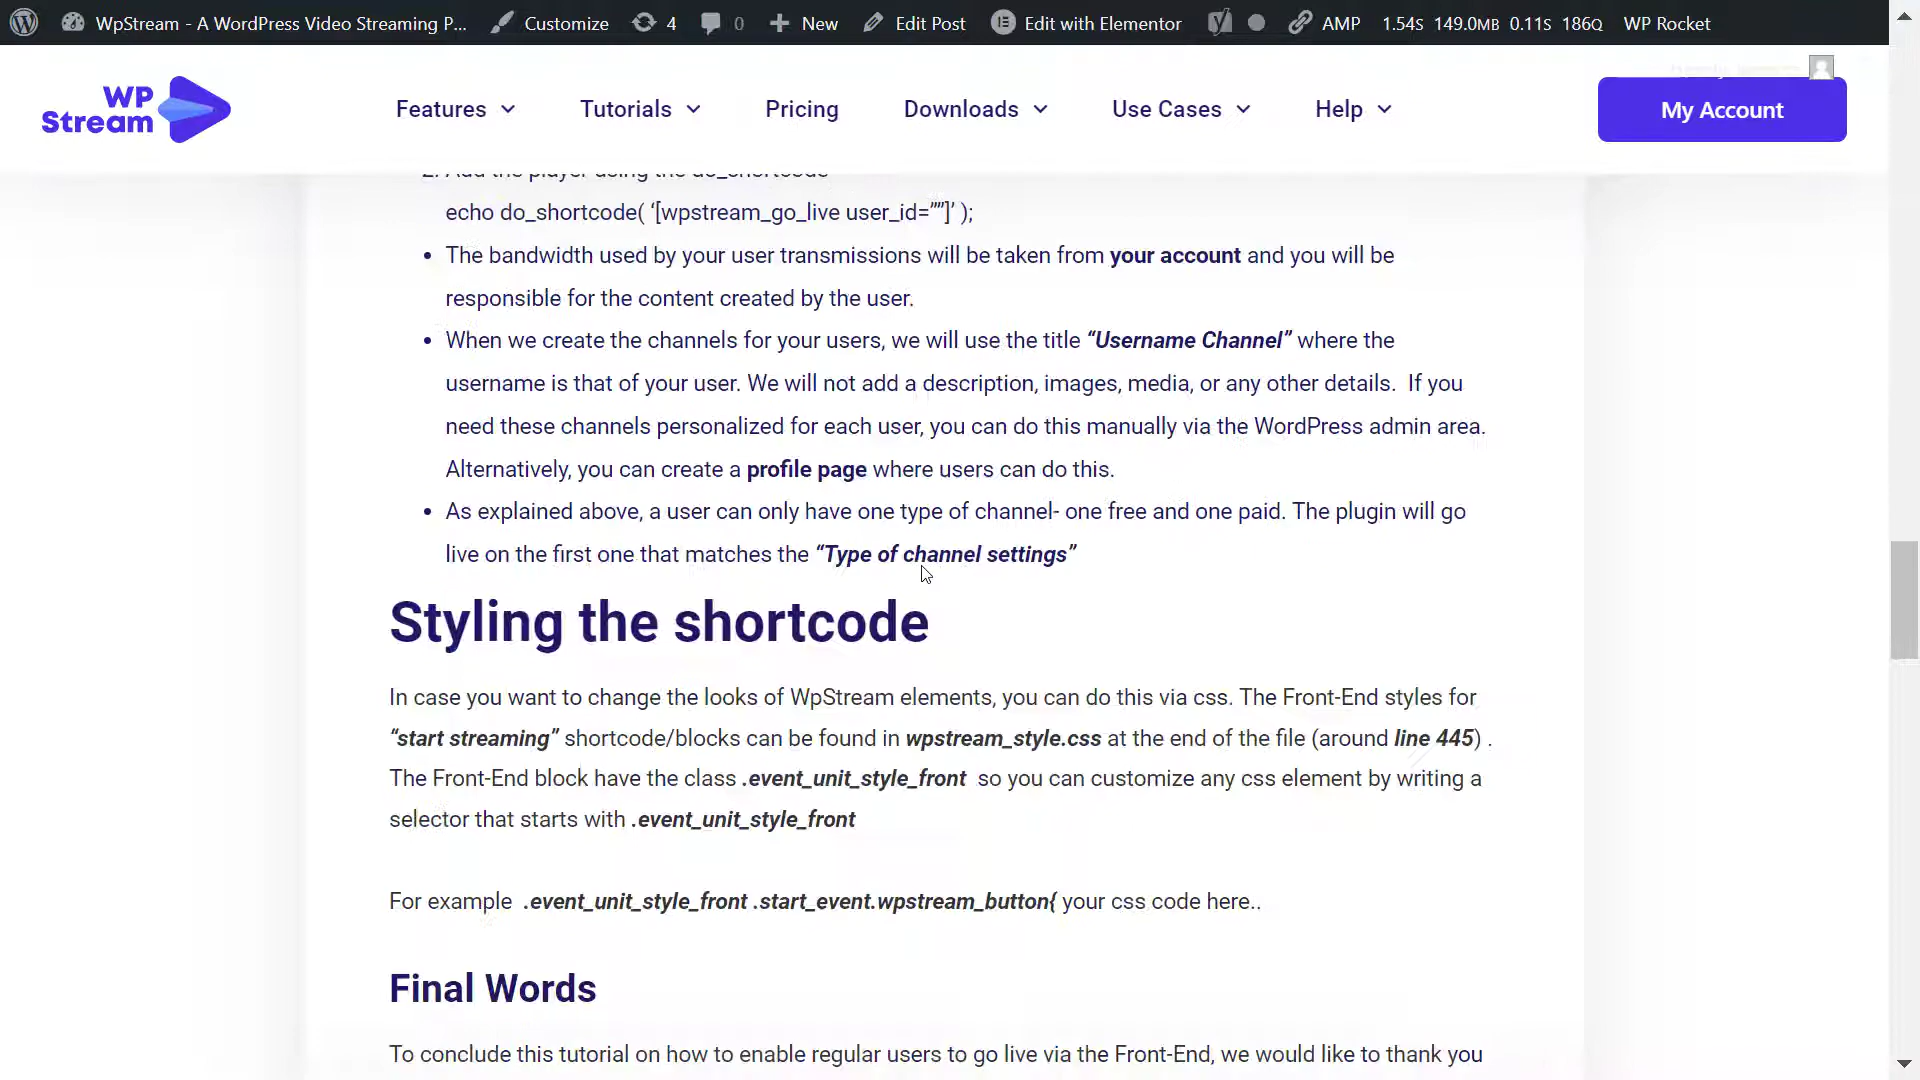 WpStream - A WordPress Video Streaming P... Customize 4 0 New Edit Post Edit with Elementor AMP 1.54S 149.0MB 0.11S 186Q WP Rocket
WP
Stream
Features Tutorials Pricing Downloads Use Cases Help My Account
2. Add the player using the do_shortcode
echo do_shortcode( ‘[wpstream_go_live user_id=””]’ );
• The bandwidth used by your user transmissions will be taken from your account and you will be
responsible for the content created by the user.
• When we create the channels for your users, we will use the title “Username Channel” where the
username is that of your user. We will not add a description, images, media, or any other details.  If you
need these channels personalized for each user, you can do this manually via the WordPress admin area.
Alternatively, you can create a profile page where users can do this.
• As explained above, a user can only have one type of channel- one free and one paid. The plugin will go
live on the first one that matches the “Type of channel settings”
Styling the shortcode
In case you want to change the looks of WpStream elements, you can do this via css. The Front-End styles for
“start streaming” shortcode/blocks can be found in wpstream_style.css at the end of the file (around line 445) .
The Front-End block have the class .event_unit_style_front  so you can customize any css element by writing a
selector that starts with .event_unit_style_front
For example  .event_unit_style_front .start_event.wpstream_button{ your css code here..
Final Words
To conclude this tutorial on how to enable regular users to go live via the Front-End, we would like to thank you